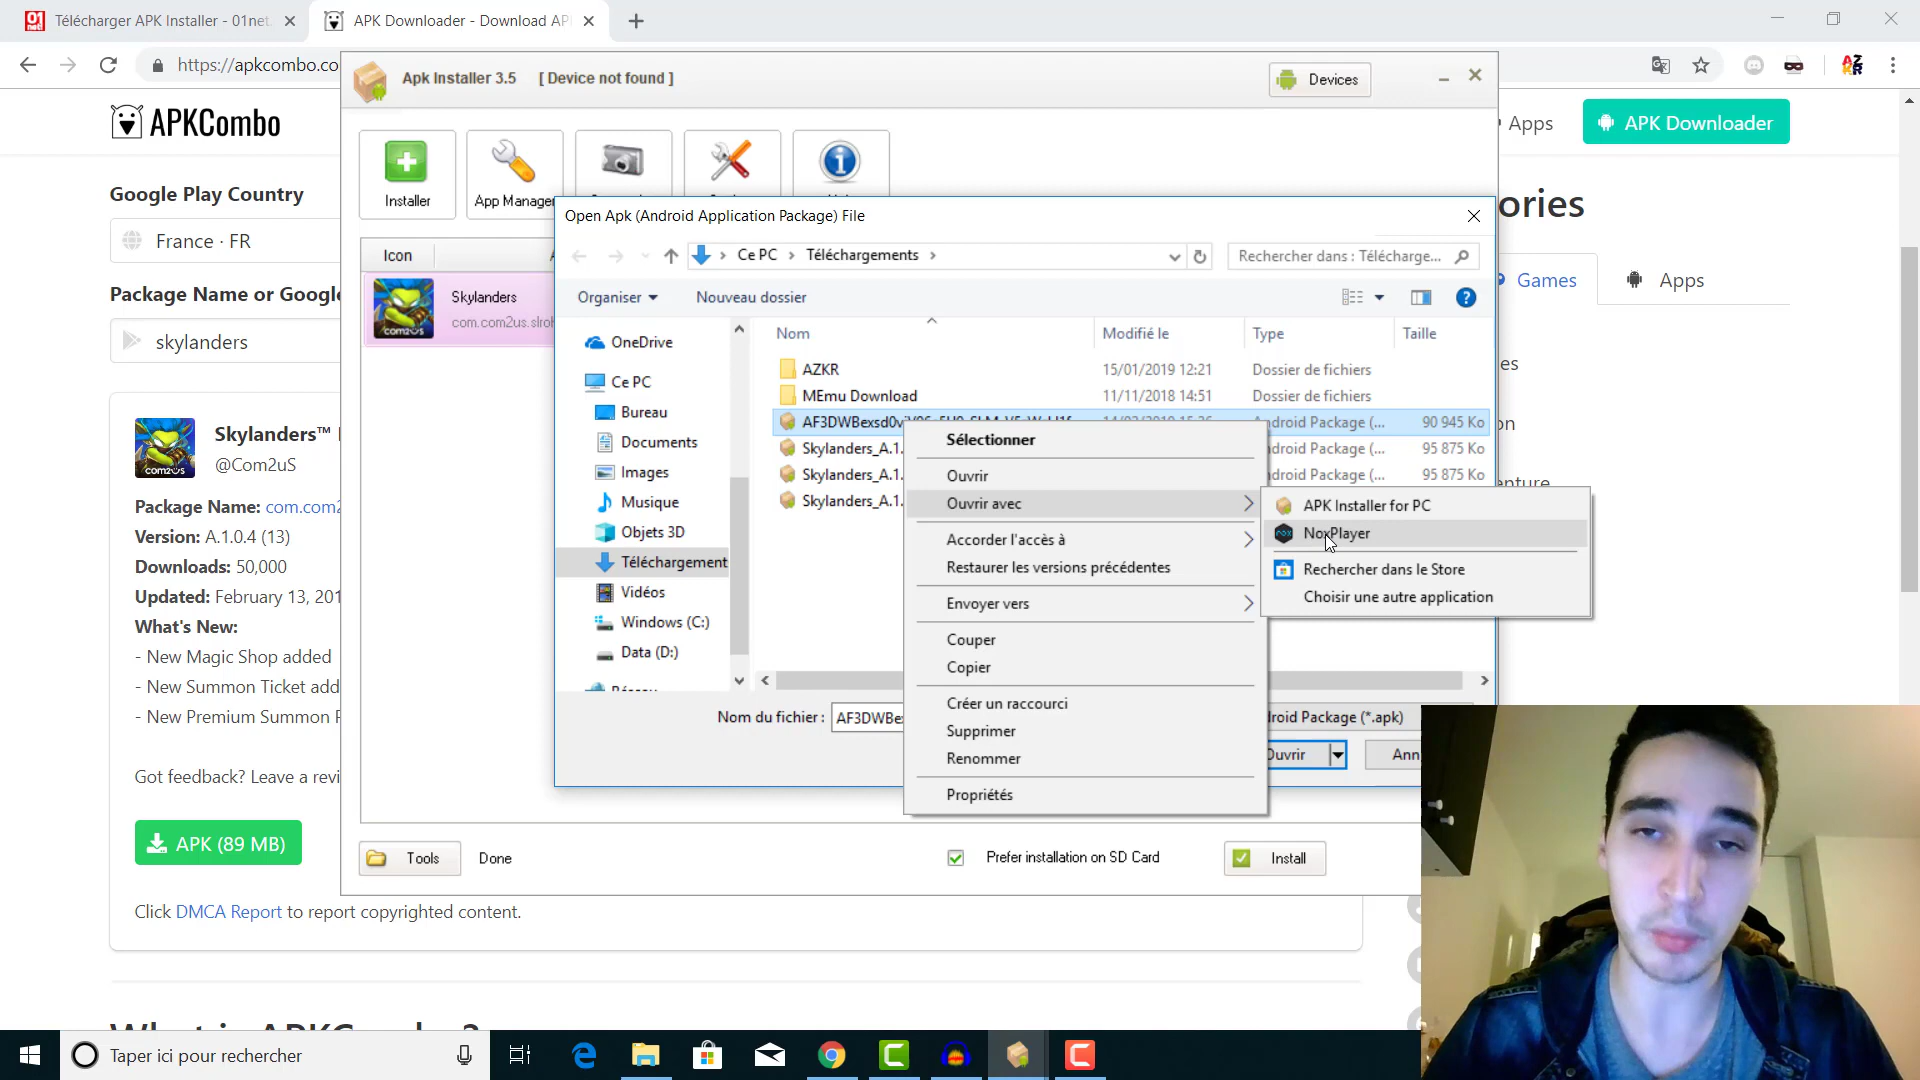 01net
Télécharger APK Installer - 01net.
APK Downloader - Download AP
https://apkcombo.co
Apk Installer 3.5 [ Device not found ]
Devices
APKCombo
Apps
APK Downloader
Google Play Country
France · FR
Package Name or Google
skylanders
Installer
App Manager
Icon
Skylanders
com.com2us.slro
com2us
Open Apk (Android Application Package) File
Ce PC
Téléchargements
Rechercher dans : Télécharge...
Organiser
Nouveau dossier
Nom
Modifié le
Type
Taille
OneDrive
Ce PC
Bureau
Documents
Images
Musique
Objets 3D
Téléchargement
Vidéos
Windows (C:)
Data (D:)
AZKR 15/01/2019 12:21 Dossier de fichiers
MEmu Download 11/11/2018 14:51 Dossier de fichiers
ndroid Package (... 90 945 Ko
Skylanders_A.1. ndroid Package (... 95 875 Ko
Skylanders_A.1. ndroid Package (... 95 875 Ko
Skylanders_A.1.
Sélectionner
Ouvrir
Ouvrir avec
Accorder l'accès à
Restaurer les versions précédentes
Envoyer vers
Couper
Copier
Créer un raccourci
Supprimer
Renommer
Propriétés
APK Installer for PC
NoxPlayer
Rechercher dans le Store
Choisir une autre application
Nom du fichier : AF3DWBe
droid Package (*.apk)
Ouvrir
Ann
ories
Games
Apps
es
on
enture
com2us
Skylanders™
@Com2uS
Package Name: com.com2
Version: A.1.0.4 (13)
Downloads: 50,000
Updated: February 13, 201
What's New:
- New Magic Shop added
- New Summon Ticket add
- New Premium Summon P
Got feedback? Leave a revi
APK (89 MB)
Click DMCA Report to report copyrighted content.
Tools
Done
Prefer installation on SD Card
Install
Taper ici pour rechercher